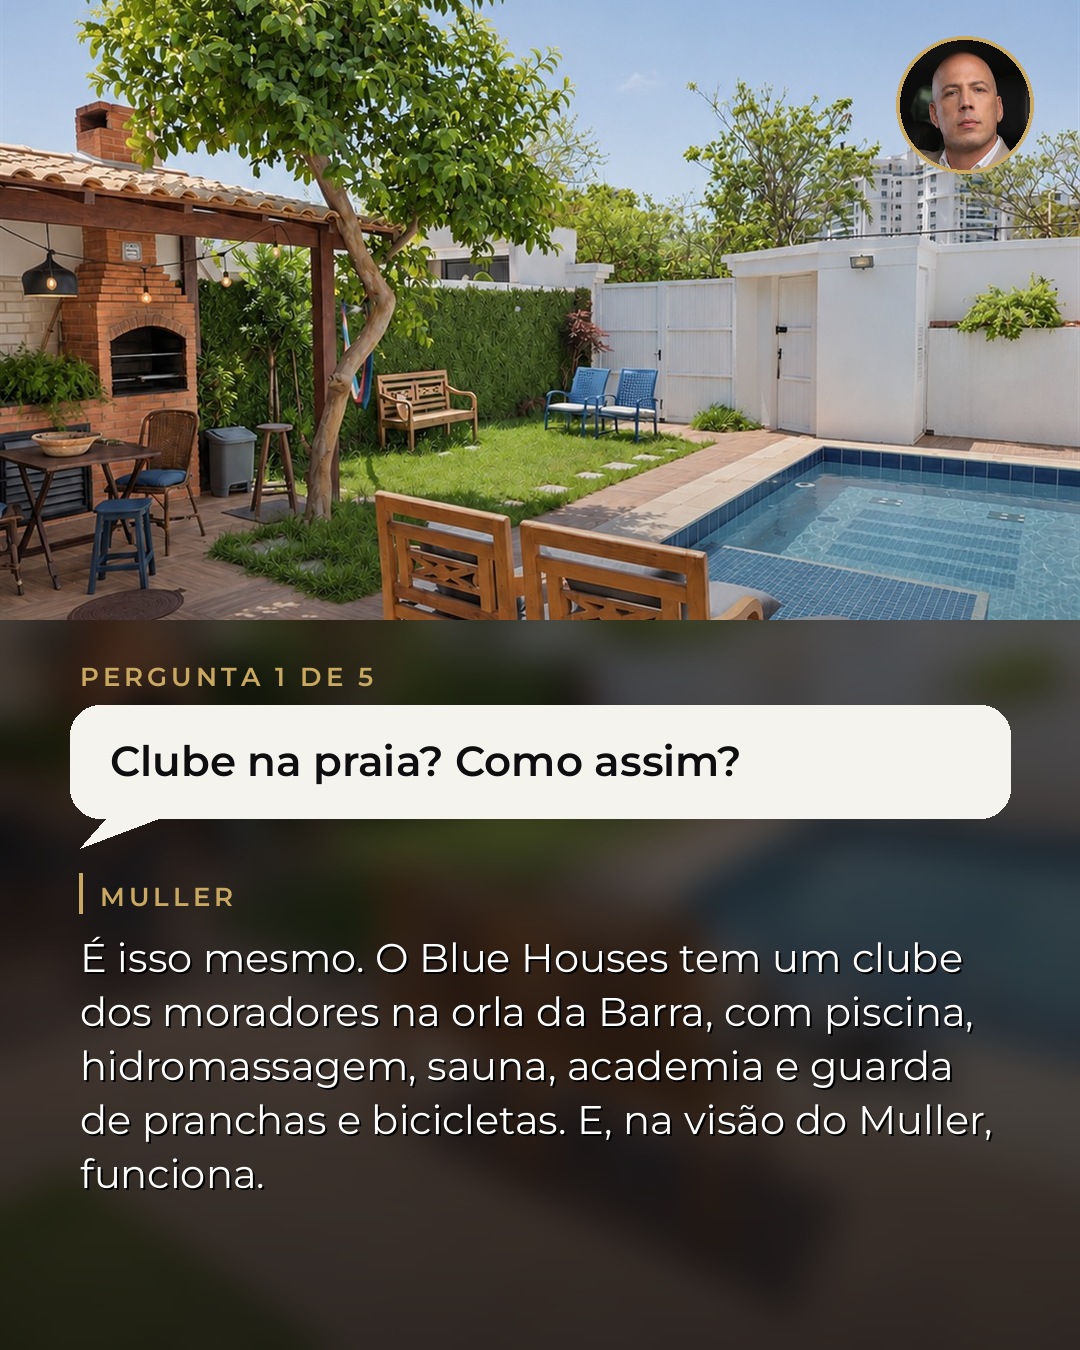 PERGUNTA 1 DE 5
Clube na praia? Como assim?
MULLER
É isso mesmo. O Blue Houses tem um clube
dos moradores na orla da Barra, com piscina,
hidromassagem, sauna, academia e guarda
de pranchas e bicicletas. E, na visão do Muller,
funciona.